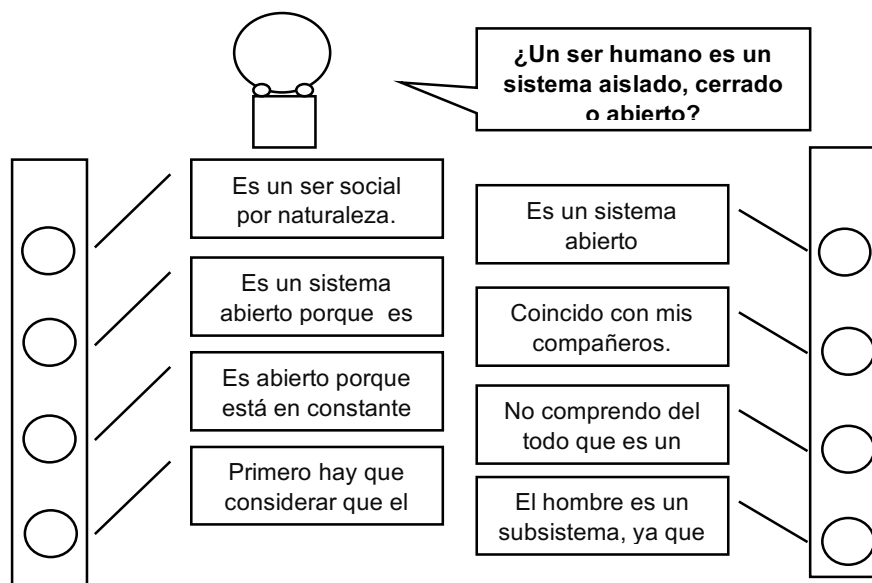 ¿Un ser humano es un
sistema aislado, cerrado
o abierto?
Es un ser social
por naturaleza.
Es un sistema
abierto porque es
Es abierto porque
está en constante
Primero hay que
considerar que el
Es un sistema
abierto
Coincido con mis
compañeros.
No comprendo del
todo que es un
El hombre es un
subsistema, ya que